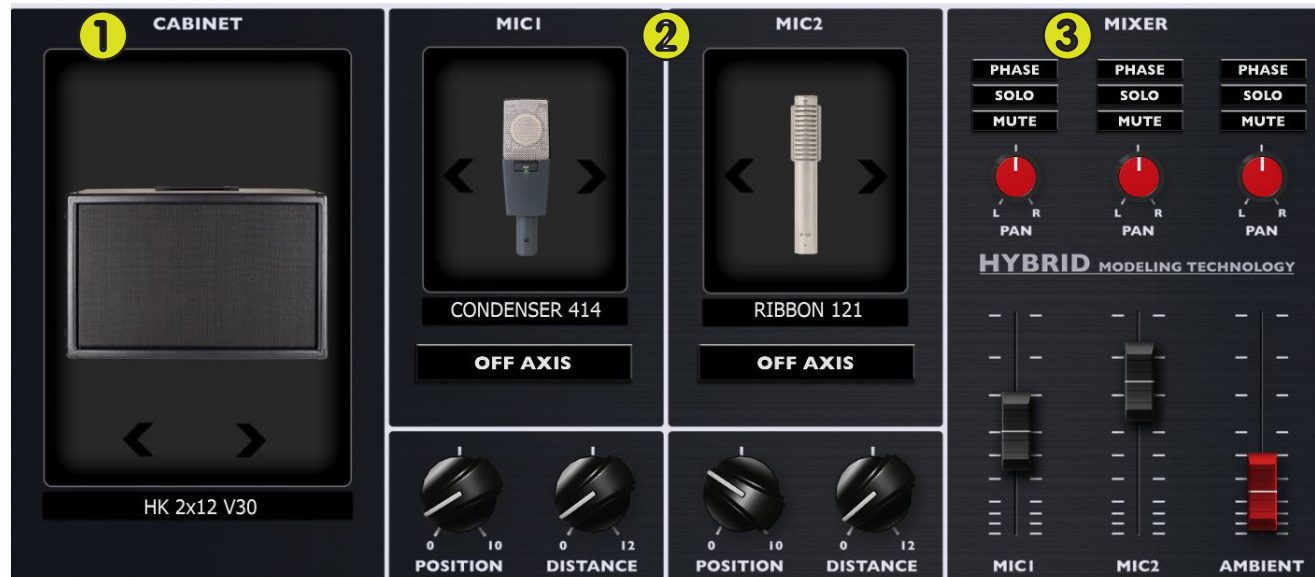 1
CABINET
HK 2x12 V30
MIC1
2
MIC2
CONDENSER 414
RIBBON 121
OFF AXIS
OFF AXIS
0 10
POSITION
0 12
DISTANCE
0 10
POSITION
0 12
DISTANCE
3
MIXER
PHASE PHASE PHASE
SOLO SOLO SOLO
MUTE MUTE MUTE
L R L R L R
PAN PAN PAN
HYBRID MODELING TECHNOLOGY
MIC1 MIC2 AMBIENT